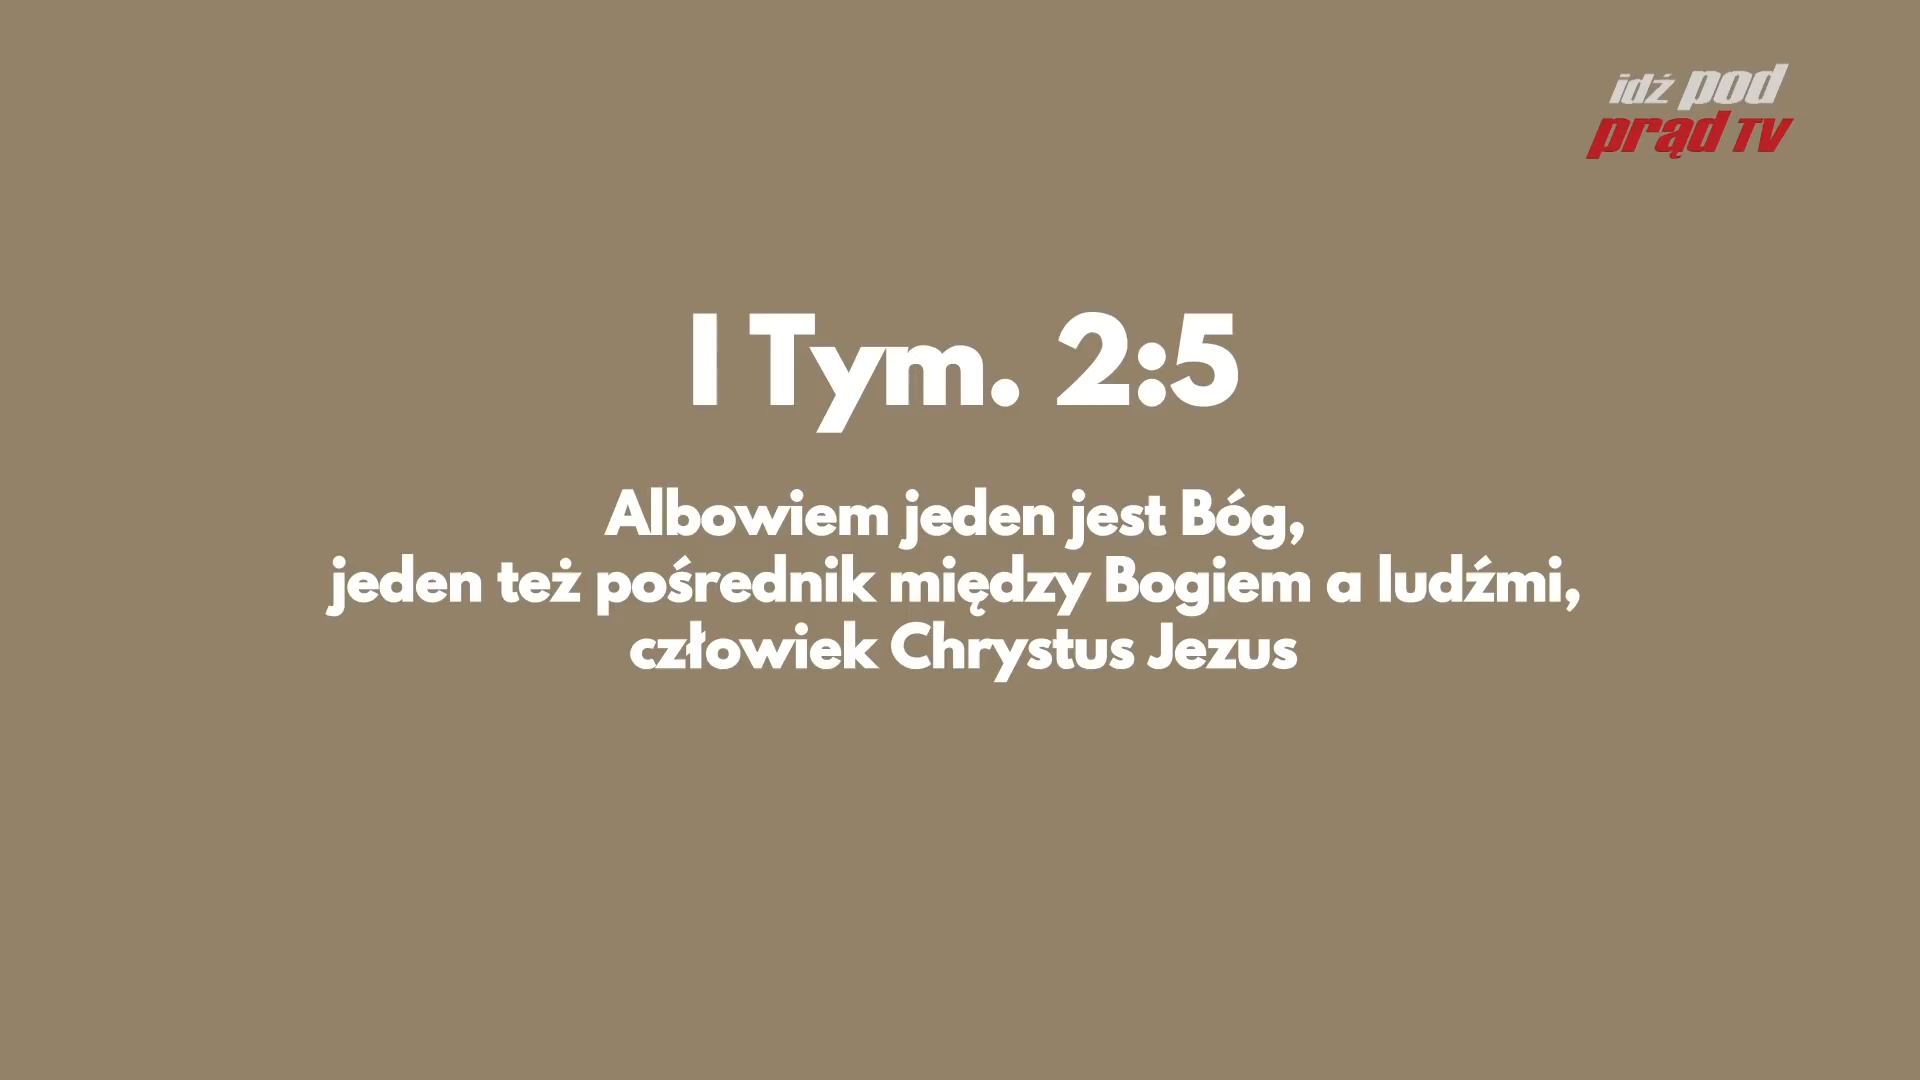 idź pod
prąd TV
I Tym. 2:5
Albowiem jeden jest Bóg,
jeden też pośrednik między Bogiem a ludźmi,
człowiek Chrystus Jezus